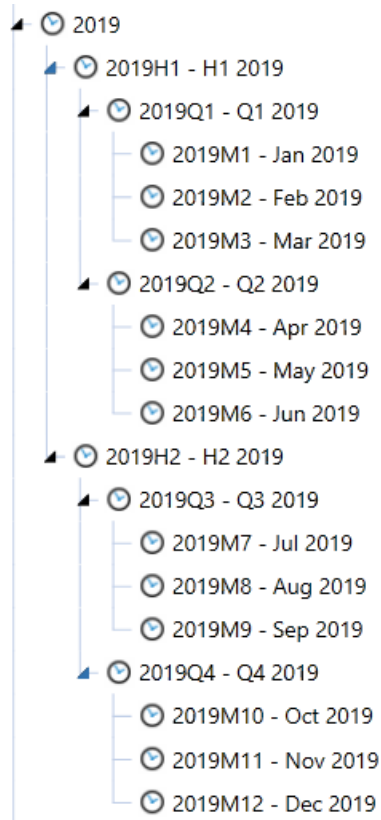 2019
2019H1 - H1 2019
2019Q1 - Q1 2019
2019M1 - Jan 2019
2019M2 - Feb 2019
2019M3 - Mar 2019
2019Q2 - Q2 2019
2019M4 - Apr 2019
2019M5 - May 2019
2019M6 - Jun 2019
2019H2 - H2 2019
2019Q3 - Q3 2019
2019M7 - Jul 2019
2019M8 - Aug 2019
2019M9 - Sep 2019
2019Q4 - Q4 2019
2019M10 - Oct 2019
2019M11 - Nov 2019
2019M12 - Dec 2019